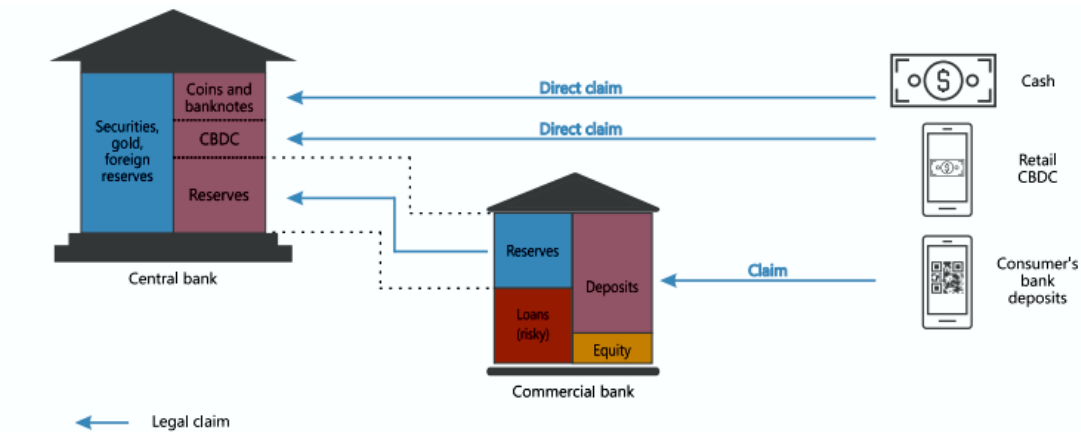 Securities,
gold,
foreign
reserves
Coins and
banknotes
CBDC
Reserves
Central bank
Direct claim
Direct claim
Cash
Retail
CBDC
Reserves
Deposits
Loans
(risky)
Equity
Commercial bank
Claim
Consumer's
bank
deposits
Legal claim